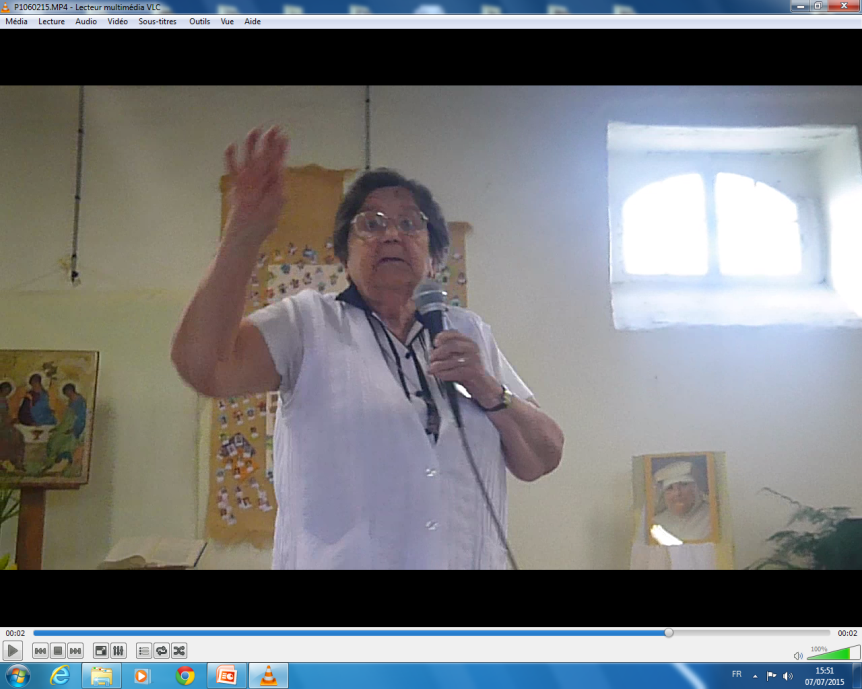 P1060215.MP4 - Lecteur multimédia VLC
Média Lecture Audio Vidéo Sous-titres Outils Vue Aide
00:02
00:02
100%
FR
15:51
07/07/2015